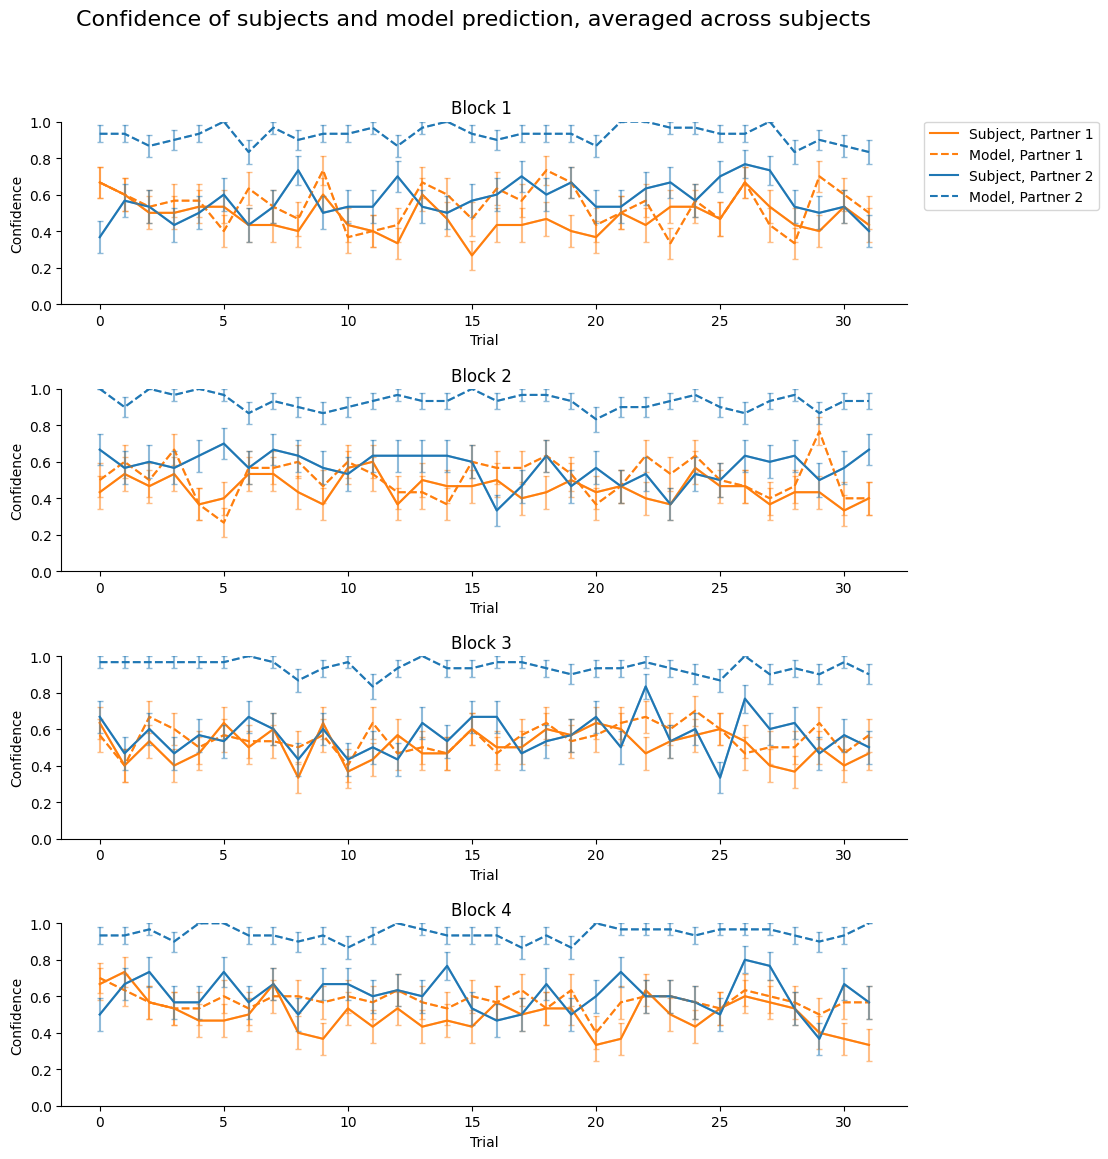 Confidence of subjects and model prediction, averaged across subjects
Block 1
1.0
0.8
0.6
0.4
0.2
0.0
Confidence
0 5 10 15 20 25 30
Trial
Subject, Partner 1
Model, Partner 1
Subject, Partner 2
Model, Partner 2
Block 2
1.0
0.8
0.6
0.4
0.2
0.0
Confidence
0 5 10 15 20 25 30
Trial
Block 3
1.0
0.8
0.6
0.4
0.2
0.0
Confidence
0 5 10 15 20 25 30
Trial
Block 4
1.0
0.8
0.6
0.4
0.2
0.0
Confidence
0 5 10 15 20 25 30
Trial